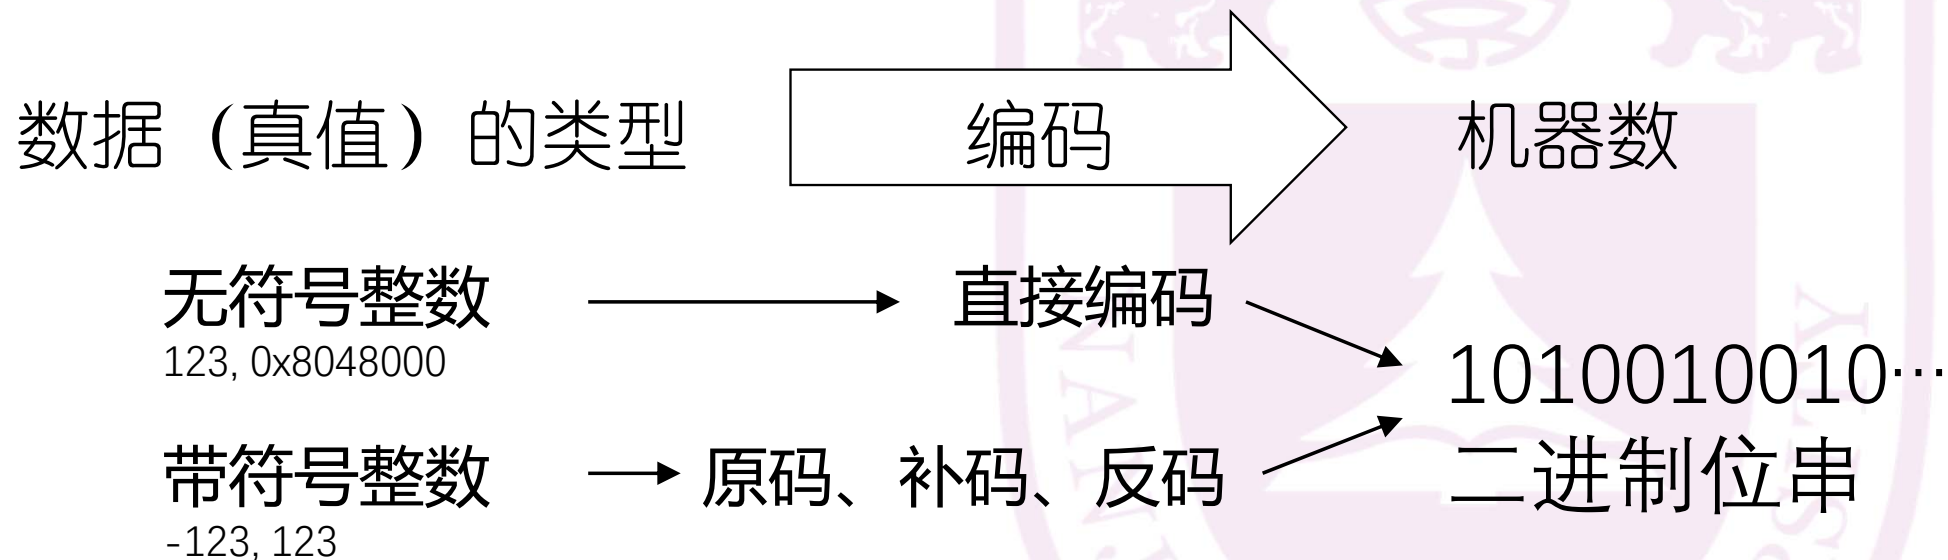 数据（真值）的类型 编码 机器数
无符号整数 直接编码
123, 0x8048000
1010010010…
带符号整数 原码、补码、反码
二进制位串
-123, 123